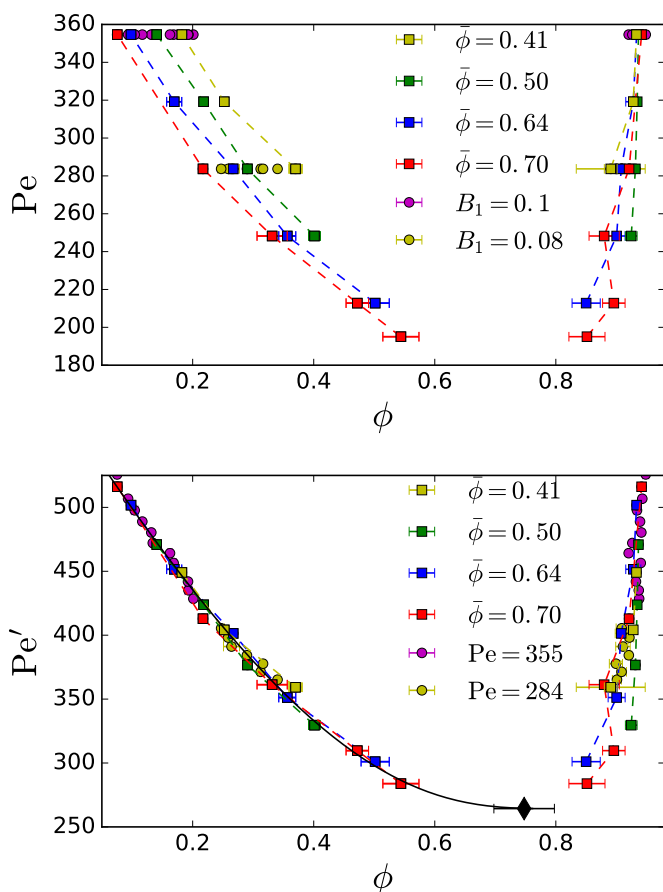 360
340
320
300
280
260
240
220
200
180
Pe
0.2 0.4 0.6 0.8
ϕ
ϕ̄ = 0.41
ϕ̄ = 0.50
ϕ̄ = 0.64
ϕ̄ = 0.70
B₁ = 0.1
B₁ = 0.08
500
450
400
350
300
250
Pe′
0.2 0.4 0.6 0.8
ϕ
ϕ̄ = 0.41
ϕ̄ = 0.50
ϕ̄ = 0.64
ϕ̄ = 0.70
Pe = 355
Pe = 284